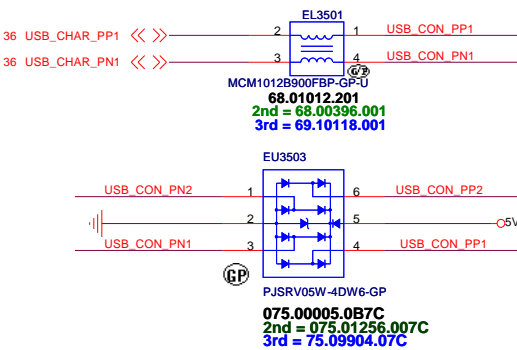 EL3501
36 USB_CHAR_PP1 2 1 USB_CON_PP1
36 USB_CHAR_PN1 3 4 USB_CON_PN1
G/P
MCM1012B900FBP-GP-U
68.01012.201
2nd = 68.00396.001
3rd = 69.10118.001
EU3503
USB_CON_PN2 1 6 USB_CON_PP2
2 5 5V
USB_CON_PN1 3 4 USB_CON_PP1
GP
PJSRV05W-4DW6-GP
075.00005.0B7C
2nd = 075.01256.007C
3rd = 75.09904.07C